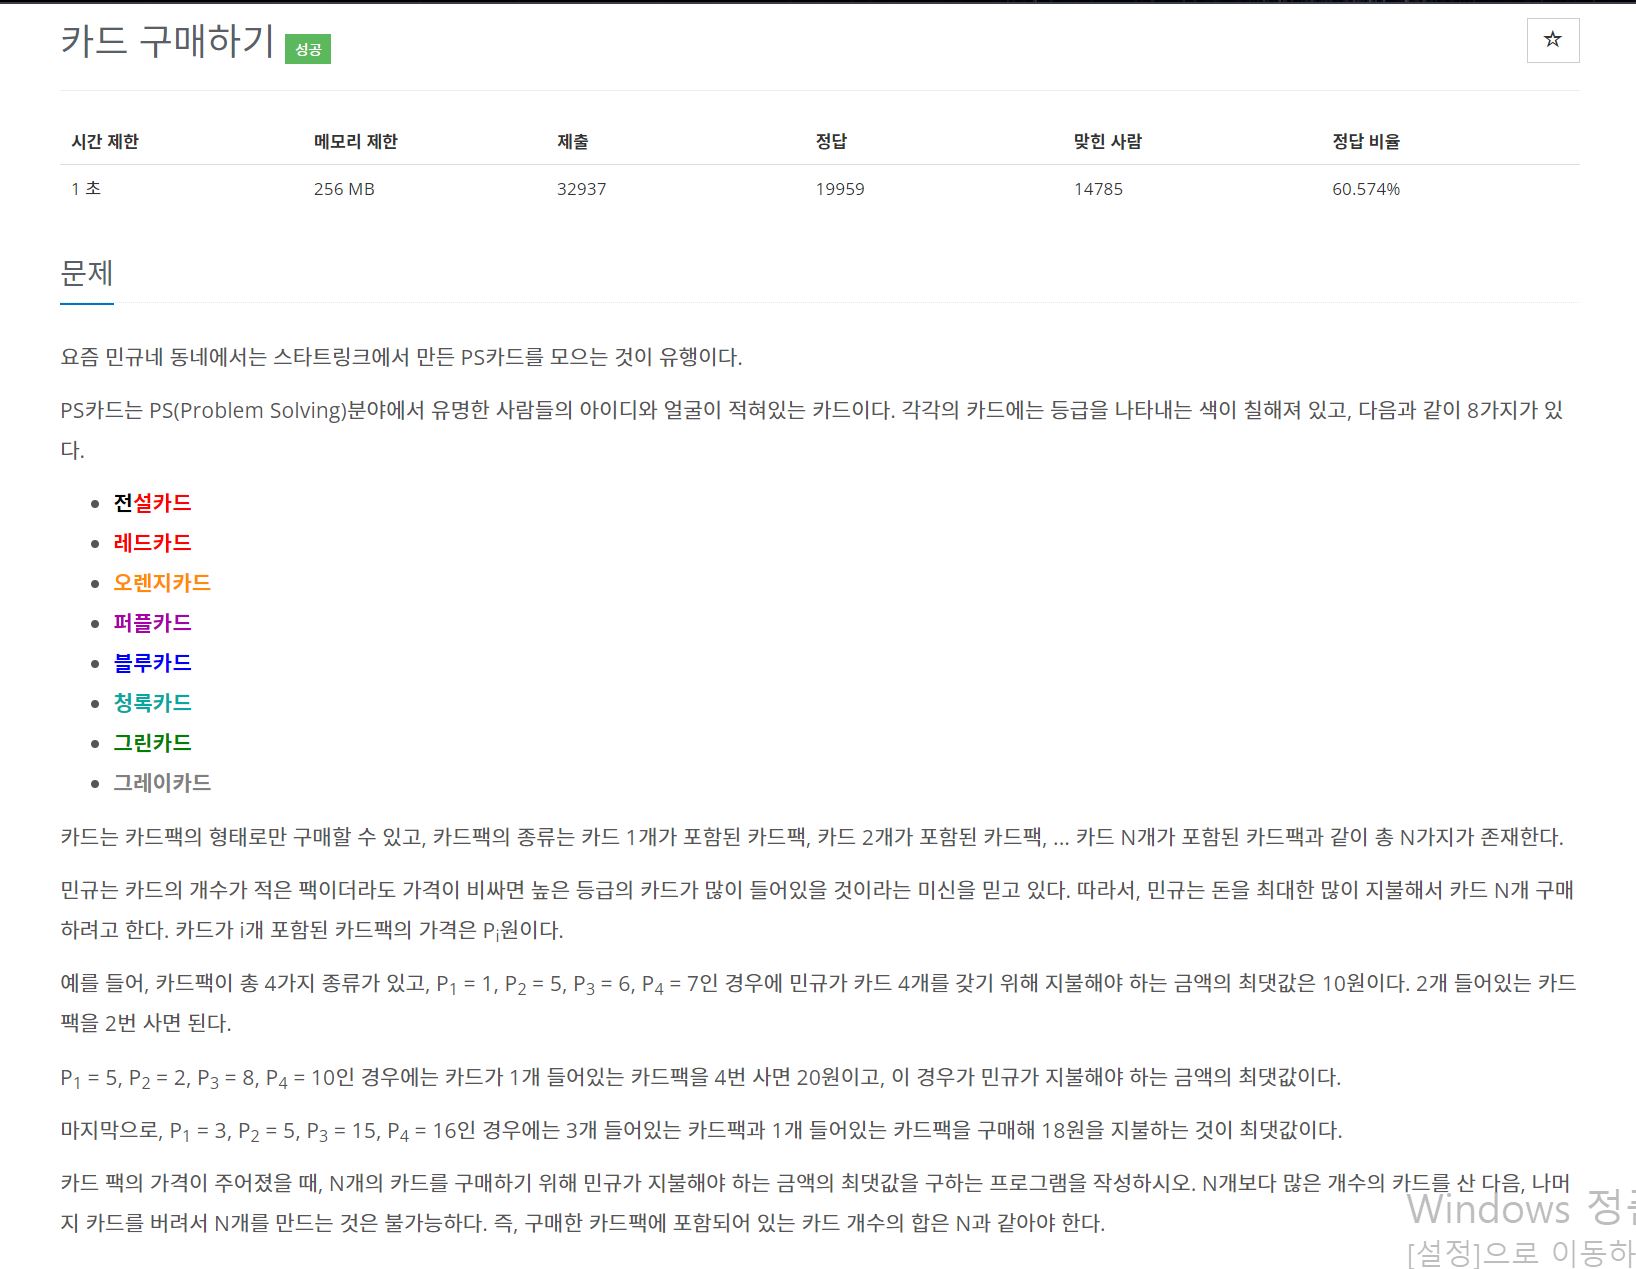 카드 구매하기 성공 ☆
시간 제한 메모리 제한 제출 정답 맞힌 사람 정답 비율
1 초 256 MB 32937 19959 14785 60.574%
문제
요즘 민규네 동네에서는 스타트링크에서 만든 PS카드를 모으는 것이 유행이다.
PS카드는 PS(Problem Solving)분야에서 유명한 사람들의 아이디와 얼굴이 적혀있는 카드이다. 각각의 카드에는 등급을 나타내는 색이 칠해져 있고, 다음과 같이 8가지가 있
다.
• 전설카드
• 레드카드
• 오렌지카드
• 퍼플카드
• 블루카드
• 청록카드
• 그린카드
• 그레이카드
카드는 카드팩의 형태로만 구매할 수 있고, 카드팩의 종류는 카드 1개가 포함된 카드팩, 카드 2개가 포함된 카드팩, ... 카드 N개가 포함된 카드팩과 같이 총 N가지가 존재한다.
민규는 카드의 개수가 적은 팩이더라도 가격이 비싸면 높은 등급의 카드가 많이 들어있을 것이라는 미신을 믿고 있다. 따라서, 민규는 돈을 최대한 많이 지불해서 카드 N개 구매
하려고 한다. 카드가 i개 포함된 카드팩의 가격은 Pi원이다.
예를 들어, 카드팩이 총 4가지 종류가 있고, P1 = 1, P2 = 5, P3 = 6, P4 = 7인 경우에 민규가 카드 4개를 갖기 위해 지불해야 하는 금액의 최댓값은 10원이다. 2개 들어있는 카드
팩을 2번 사면 된다.
P1 = 5, P2 = 2, P3 = 8, P4 = 10인 경우에는 카드가 1개 들어있는 카드팩을 4번 사면 20원이고, 이 경우가 민규가 지불해야 하는 금액의 최댓값이다.
마지막으로, P1 = 3, P2 = 5, P3 = 15, P4 = 16인 경우에는 3개 들어있는 카드팩과 1개 들어있는 카드팩을 구매해 18원을 지불하는 것이 최댓값이다.
카드 팩의 가격이 주어졌을 때, N개의 카드를 구매하기 위해 민규가 지불해야 하는 금액의 최댓값을 구하는 프로그램을 작성하시오. N개보다 많은 개수의 카드를 산 다음, 나머
지 카드를 버려서 N개를 만드는 것은 불가능하다. 즉, 구매한 카드팩에 포함되어 있는 카드 개수의 합은 N과 같아야 한다.
Windows 정
[설정]으로 이동하